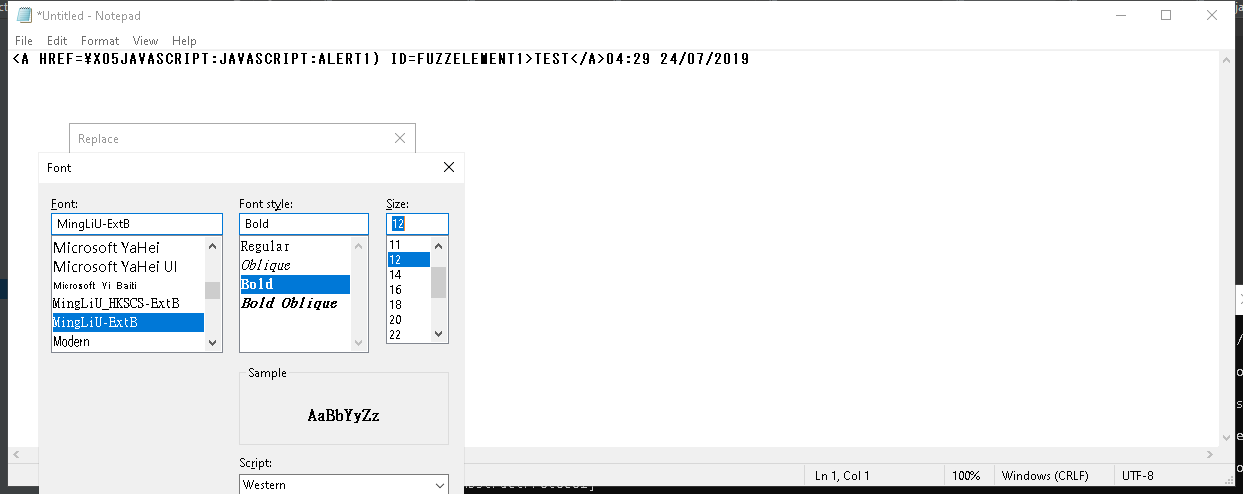 *Untitled - Notepad
File Edit Format View Help
<A HREF=¥X05JAVASCRIPT:JAVASCRIPT:ALERT1) ID=FUZZELEMENT1>TEST</A>04:29 24/07/2019
Replace
Font
Font: Font style: Size:
MingLiU-ExtB Bold 12
Microsoft YaHei Regular 11
Microsoft YaHei UI Oblique 12
Microsoft Yi Baiti Bold 14
MingLiU_HKSCS-ExtB Bold Oblique 16
MingLiU-ExtB 18
Modern 20
22
Sample
AaBbYyZz
Script:
Western
Ln 1, Col 1 100% Windows (CRLF) UTF-8